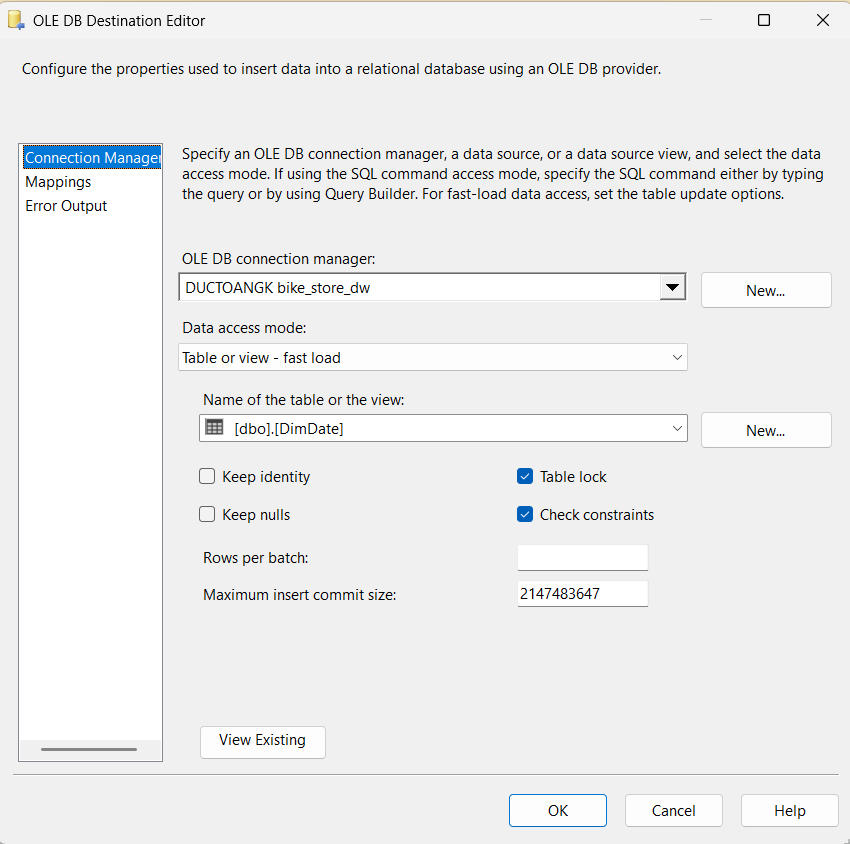 OLE DB Destination Editor
Configure the properties used to insert data into a relational database using an OLE DB provider.
Connection Manager
Mappings
Error Output
Specify an OLE DB connection manager, a data source, or a data source view, and select the data
access mode. If using the SQL command access mode, specify the SQL command either by typing
the query or by using Query Builder. For fast-load data access, set the table update options.
OLE DB connection manager:
DUCTOANGK bike_store_dw
New...
Data access mode:
Table or view - fast load
Name of the table or the view:
[dbo].[DimDate]
New...
Keep identity
Table lock
Keep nulls
Check constraints
Rows per batch:
Maximum insert commit size:
2147483647
View Existing
OK
Cancel
Help